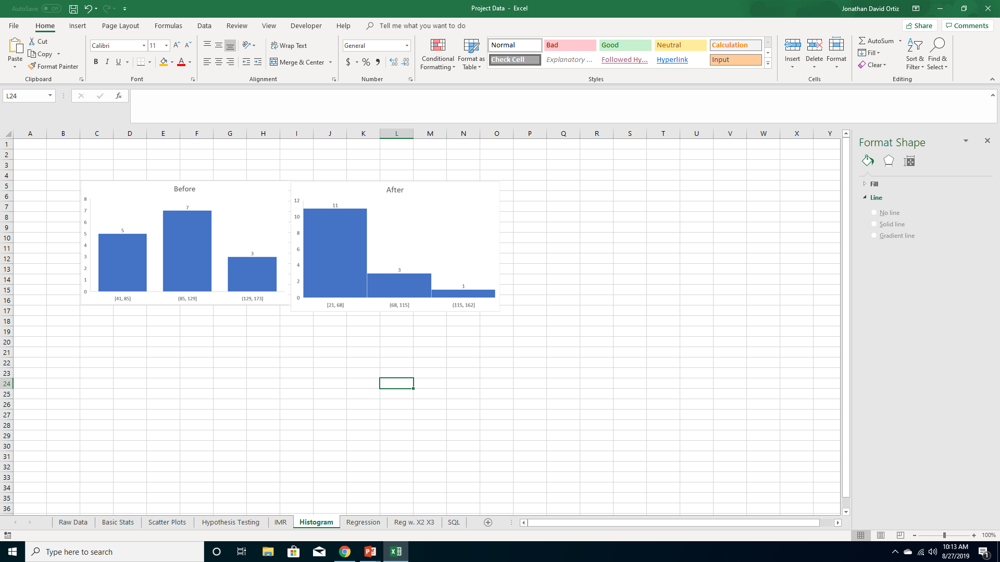 AutoSave Off
Project Data - Excel
Jonathan David Ortiz
File Home Insert Page Layout Formulas Data Review View Developer Help Tell me what you want to do Share Comments
Paste
Cut
Copy
Format Painter
Clipboard
Calibri 11
B I U A
Font
Wrap Text
Merge & Center
Alignment
General
$ % 9
Number
Conditional Formatting
Format as Table
Normal Bad Good Neutral Calculation
Check Cell Explanatory ... Followed Hy... Hyperlink Input
Styles
Insert Delete Format
Cells
AutoSum
Fill
Clear
Sort & Filter
Find & Select
Editing
L24
fx
A B C D E F G H I J K L M N O P Q R S T U V W X Y
1
2
3
4
5
6
7
8
9
10
11
12
13
14
15
16
17
18
19
20
21
22
23
24
25
26
27
28
29
30
31
32
33
34
35
36
Before
8
7
6
5
4
3
2
1
0
5 7 3
[41, 85] (85, 129] (129, 173]
After
12
10
8
6
4
2
0
11 3 1
[21, 68] (68, 115] (115, 162]
Format Shape
Fill
Line
No line
Solid line
Gradient line
Raw Data Basic Stats Scatter Plots Hypothesis Testing IMR Histogram Regression Reg w. X2 X3 SQL
100%
Type here to search
10:13 AM
8/27/2019
1